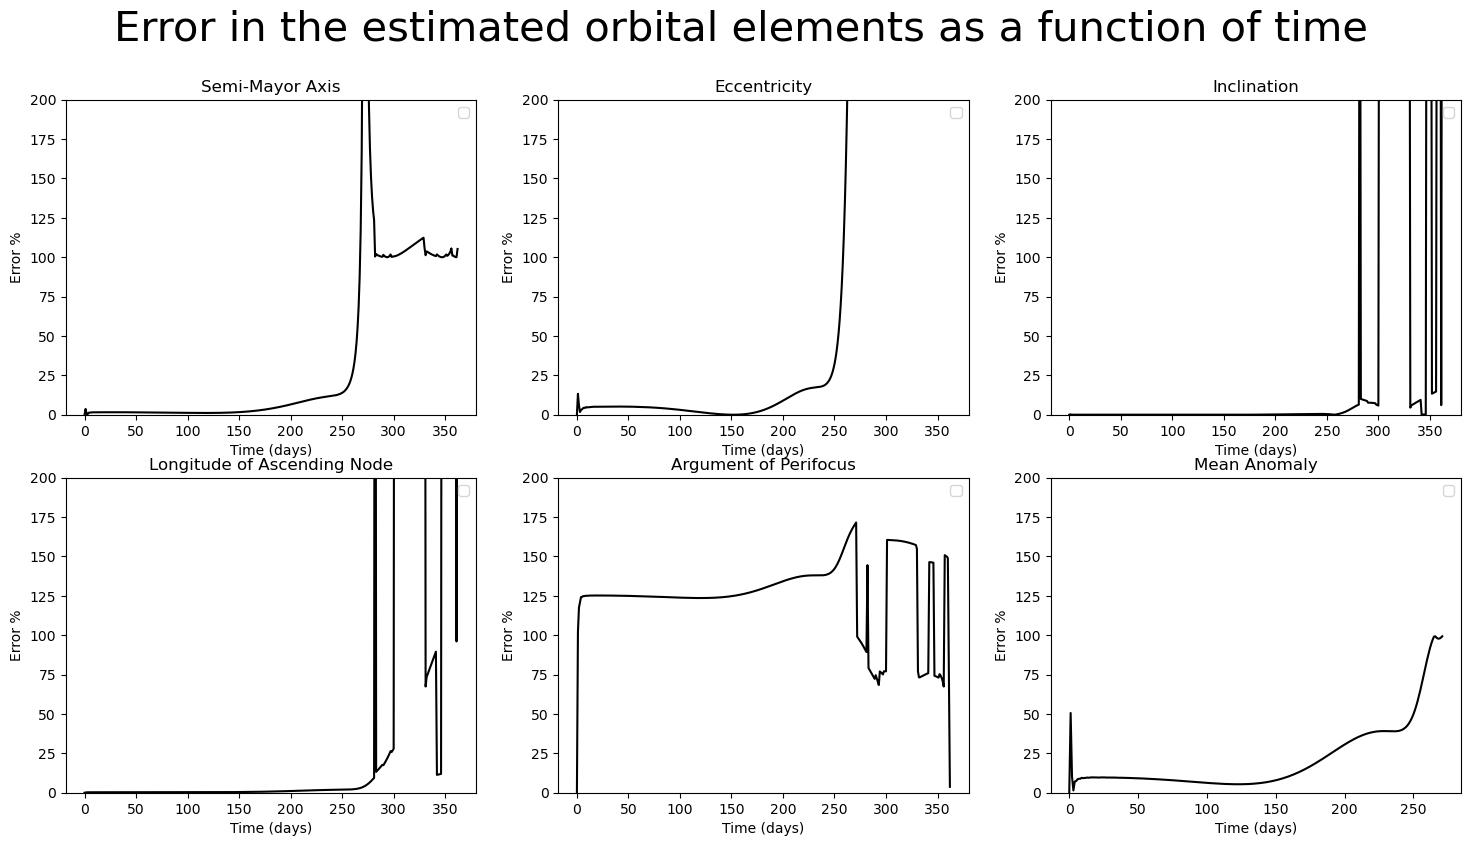 Error in the estimated orbital elements as a function of time
Semi-Mayor Axis
Eccentricity
Inclination
200
175
150
125
100
75
50
25
0
Error %
0 50 100 150 200 250 300 350
Time (days)
200
175
150
125
100
75
50
25
0
Error %
0 50 100 150 200 250 300 350
Time (days)
200
175
150
125
100
75
50
25
0
Error %
0 50 100 150 200 250 300 350
Time (days)
Longitude of Ascending Node
Argument of Perifocus
Mean Anomaly
200
175
150
125
100
75
50
25
0
Error %
0 50 100 150 200 250 300 350
Time (days)
200
175
150
125
100
75
50
25
0
Error %
0 50 100 150 200 250 300 350
Time (days)
200
175
150
125
100
75
50
25
0
Error %
0 50 100 150 200 250
Time (days)